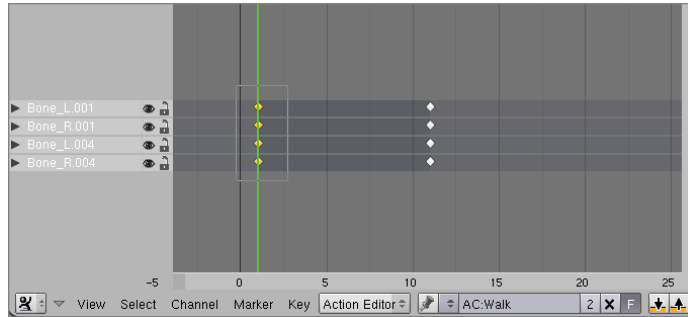 Bone_L.001
Bone_R.001
Bone_L.004
Bone_R.004
-5 0 5 10 15 20 25
View Select Channel Marker Key Action Editor AC:Walk 2 F